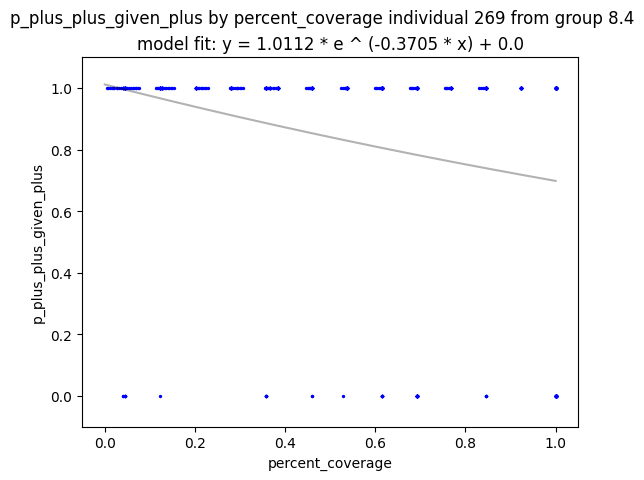 p_plus_plus_given_plus by percent_coverage individual 269 from group 8.4
model fit: y = 1.0112 * e ^ (-0.3705 * x) + 0.0
1.0
0.8
0.6
0.4
0.2
0.0
p_plus_plus_given_plus
0.0 0.2 0.4 0.6 0.8 1.0
percent_coverage